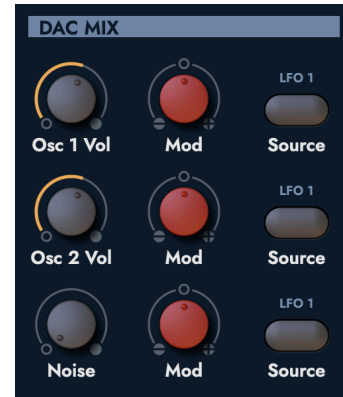 DAC MIX
LFO 1
Osc 1 Vol Mod Source
LFO 1
Osc 2 Vol Mod Source
LFO 1
Noise Mod Source